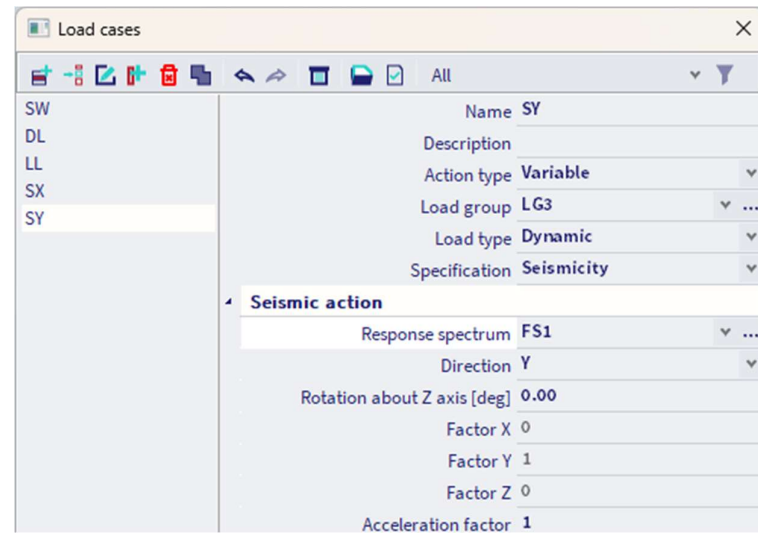 Load cases
All
SW
DL
LL
SX
SY
Name SY
Description
Action type Variable
Load group LG3 ...
Load type Dynamic
Specification Seismicity
Seismic action
Response spectrum FS1 ...
Direction Y
Rotation about Z axis [deg] 0.00
Factor X 0
Factor Y 1
Factor Z 0
Acceleration factor 1